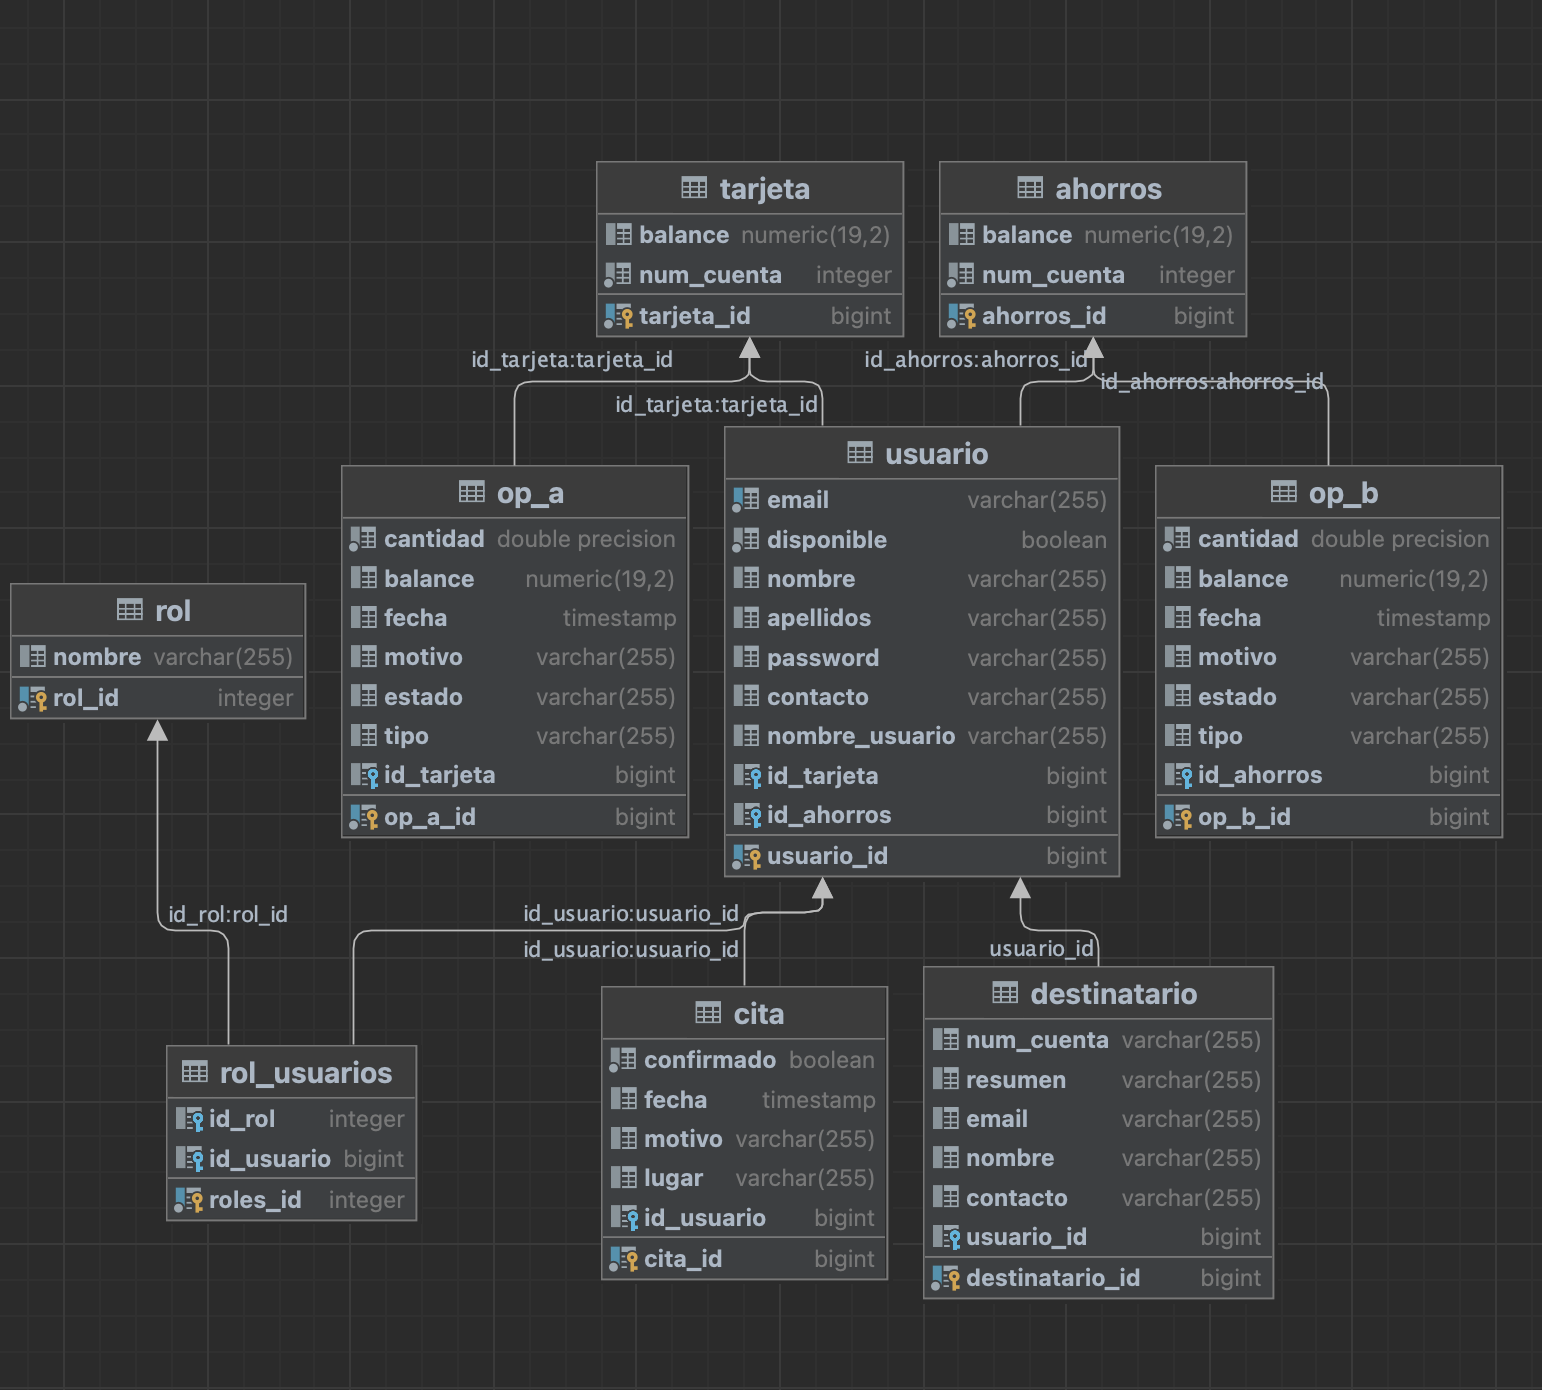 tarjeta
balance numeric(19,2)
num_cuenta integer
tarjeta_id bigint
ahorros
balance numeric(19,2)
num_cuenta integer
ahorros_id bigint
id_tarjeta:tarjeta_id
id_tarjeta:tarjeta_id
id_ahorros:ahorros_id
id_ahorros:ahorros_id
op_a
cantidad double precision
balance numeric(19,2)
fecha timestamp
motivo varchar(255)
estado varchar(255)
tipo varchar(255)
id_tarjeta bigint
op_a_id bigint
usuario
email varchar(255)
disponible boolean
nombre varchar(255)
apellidos varchar(255)
password varchar(255)
contacto varchar(255)
nombre_usuario varchar(255)
id_tarjeta bigint
id_ahorros bigint
usuario_id bigint
op_b
cantidad double precision
balance numeric(19,2)
fecha timestamp
motivo varchar(255)
estado varchar(255)
tipo varchar(255)
id_ahorros bigint
op_b_id bigint
rol
nombre varchar(255)
rol_id integer
id_rol:rol_id
id_usuario:usuario_id
id_usuario:usuario_id
usuario_id
rol_usuarios
id_rol integer
id_usuario bigint
roles_id integer
cita
confirmado boolean
fecha timestamp
motivo varchar(255)
lugar varchar(255)
id_usuario bigint
cita_id bigint
destinatario
num_cuenta varchar(255)
resumen varchar(255)
email varchar(255)
nombre varchar(255)
contacto varchar(255)
usuario_id bigint
destinatario_id bigint